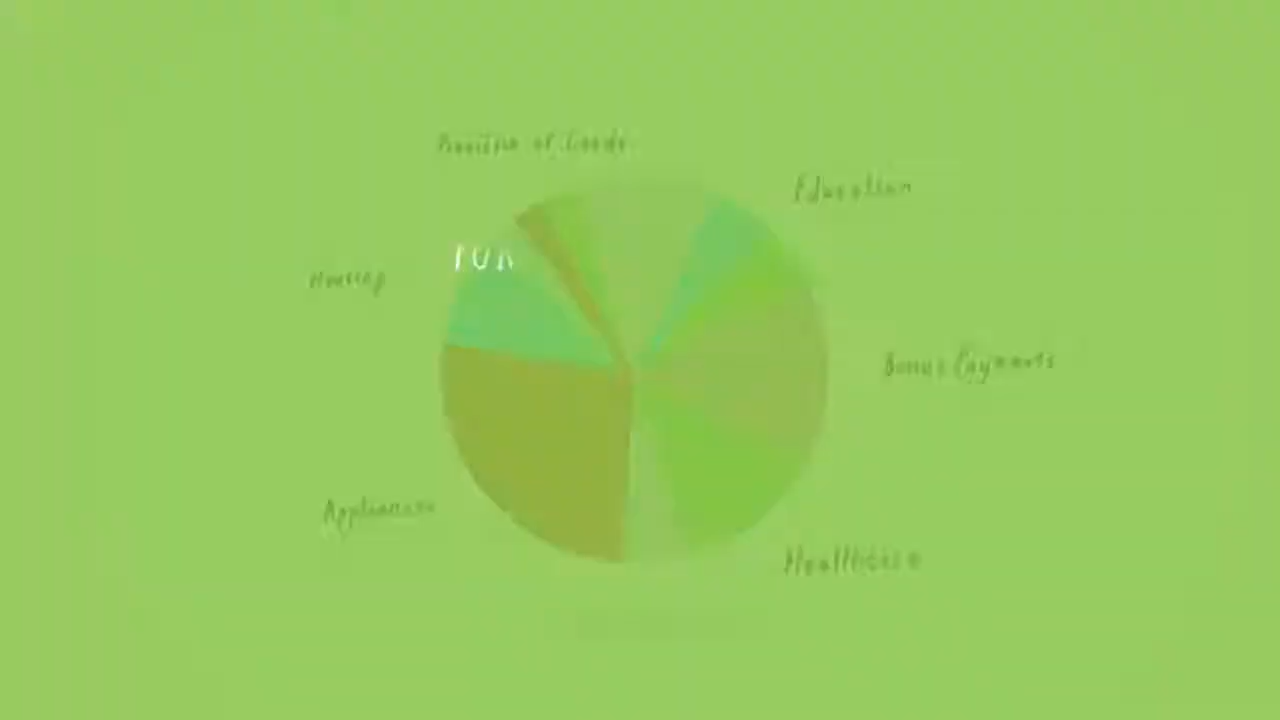 Provision of Goods
Education
Housing
Bonus Payments
Appliances
Healthcare